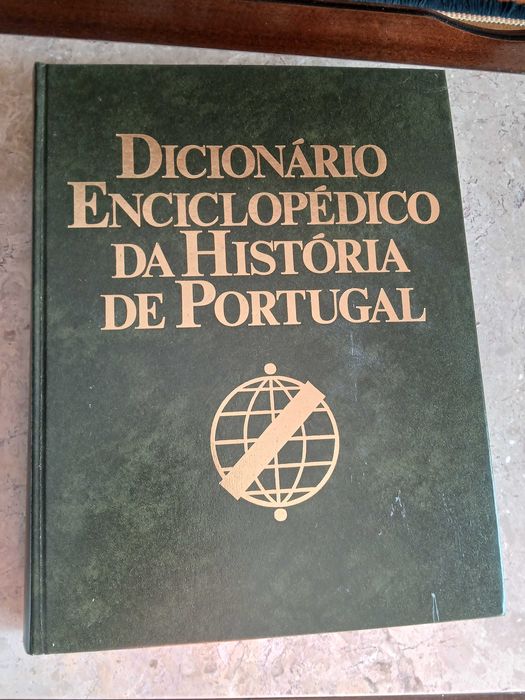 DICIONÁRIO
ENCICLOPÉDICO
DA HISTÓRIA
DE PORTUGAL